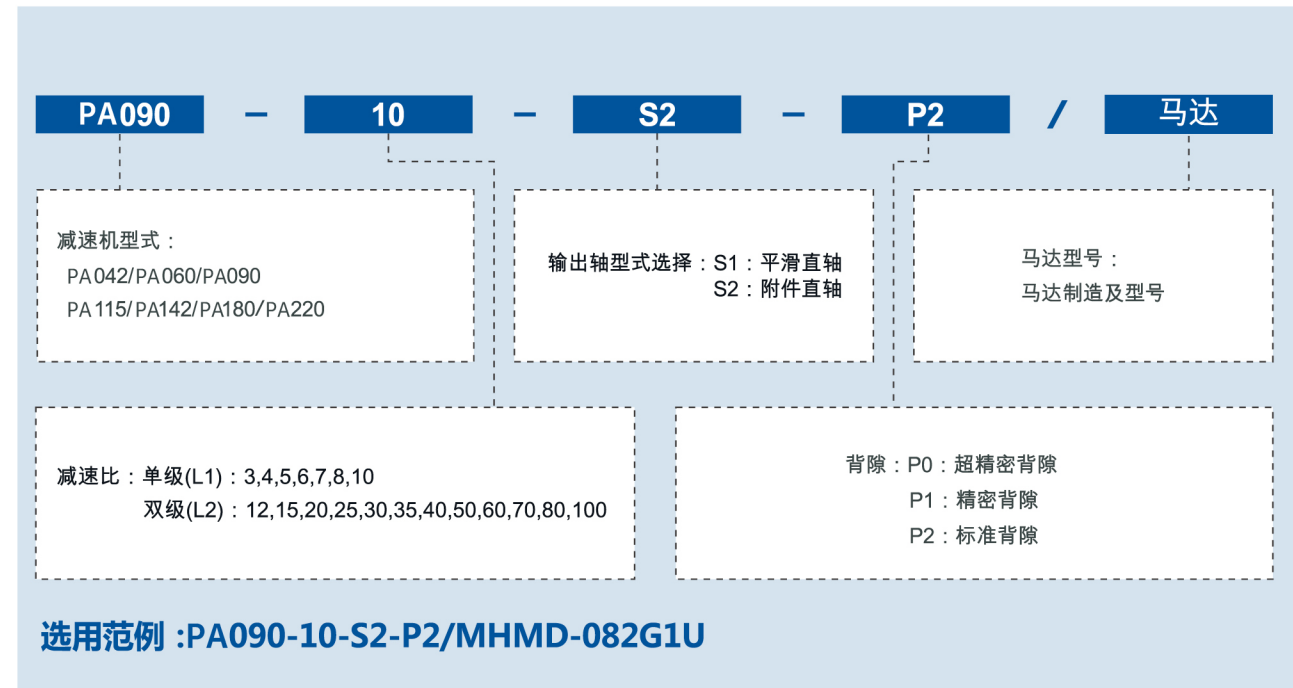 PA090 - 10 - S2 - P2 / 马达
减速机型式：
PA042/PA060/PA090
PA115/PA142/PA180/PA220
输出轴型式选择：S1：平滑直轴
S2：附件直轴
马达型号：
马达制造及型号
减速比：单级(L1)：3,4,5,6,7,8,10
双级(L2)：12,15,20,25,30,35,40,50,60,70,80,100
背隙：P0：超精密背隙
P1：精密背隙
P2：标准背隙
选用范例 :PA090-10-S2-P2/MHMD-082G1U